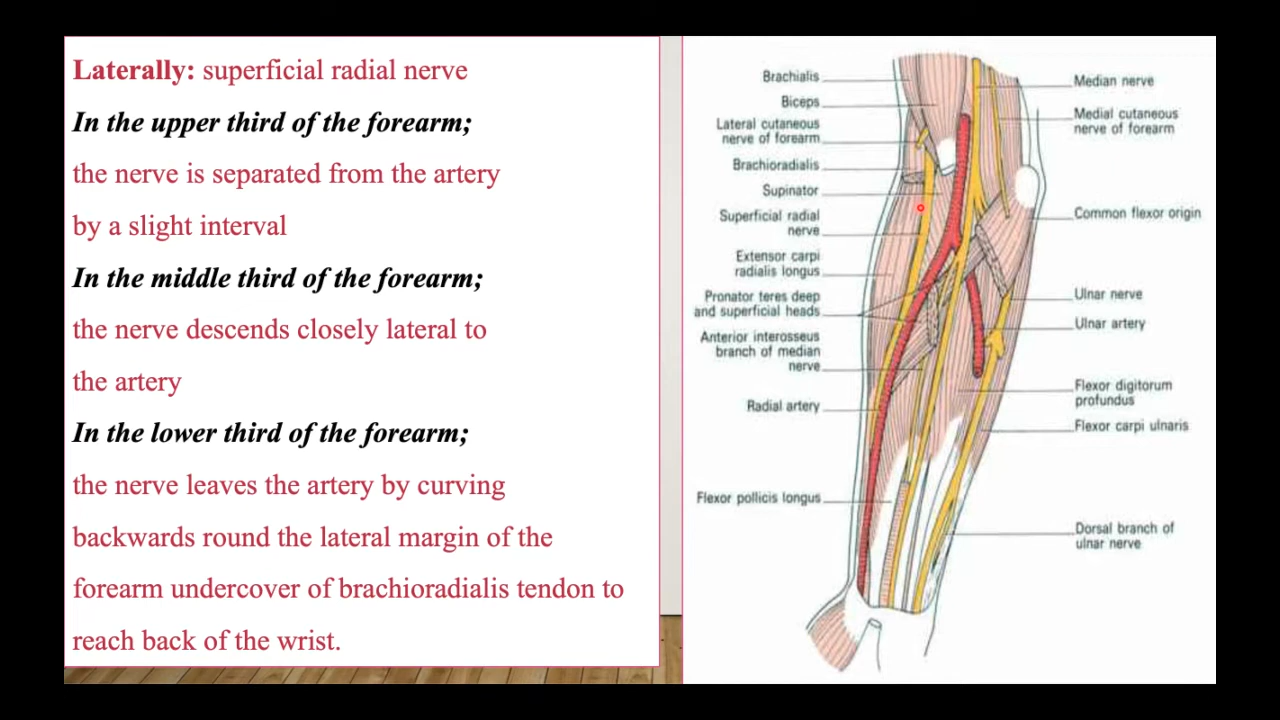 Laterally: superficial radial nerve
In the upper third of the forearm;
the nerve is separated from the artery
by a slight interval
In the middle third of the forearm;
the nerve descends closely lateral to
the artery
In the lower third of the forearm;
the nerve leaves the artery by curving
backwards round the lateral margin of the
forearm undercover of brachioradialis tendon to
reach back of the wrist.
Brachialis
Biceps
Lateral cutaneous
nerve of forearm
Brachioradialis
Supinator
Superficial radial
nerve
Extensor carpi
radialis longus
Pronator teres deep
and superficial heads
Anterior interosseus
branch of median
nerve
Radial artery
Flexor pollicis longus
Median nerve
Medial cutaneous
nerve of forearm
Common flexor origin
Ulnar nerve
Ulnar artery
Flexor digitorum
profundus
Flexor carpi ulnaris
Dorsal branch of
ulnar nerve